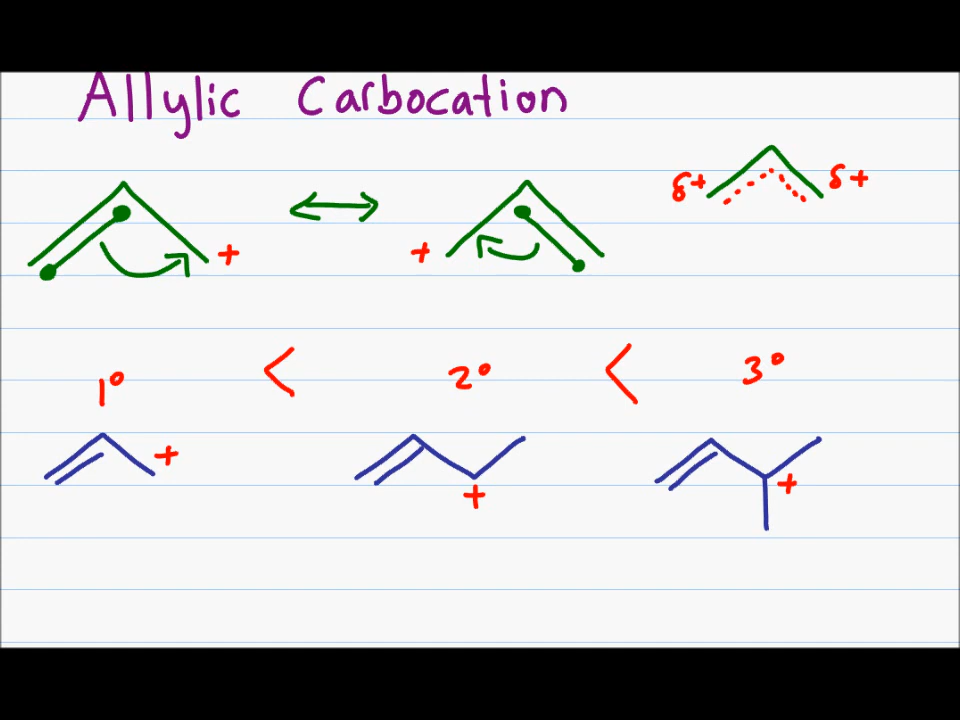 Allylic Carbocation
δ+ δ+
+ +
1° < 2° < 3°
+ + +